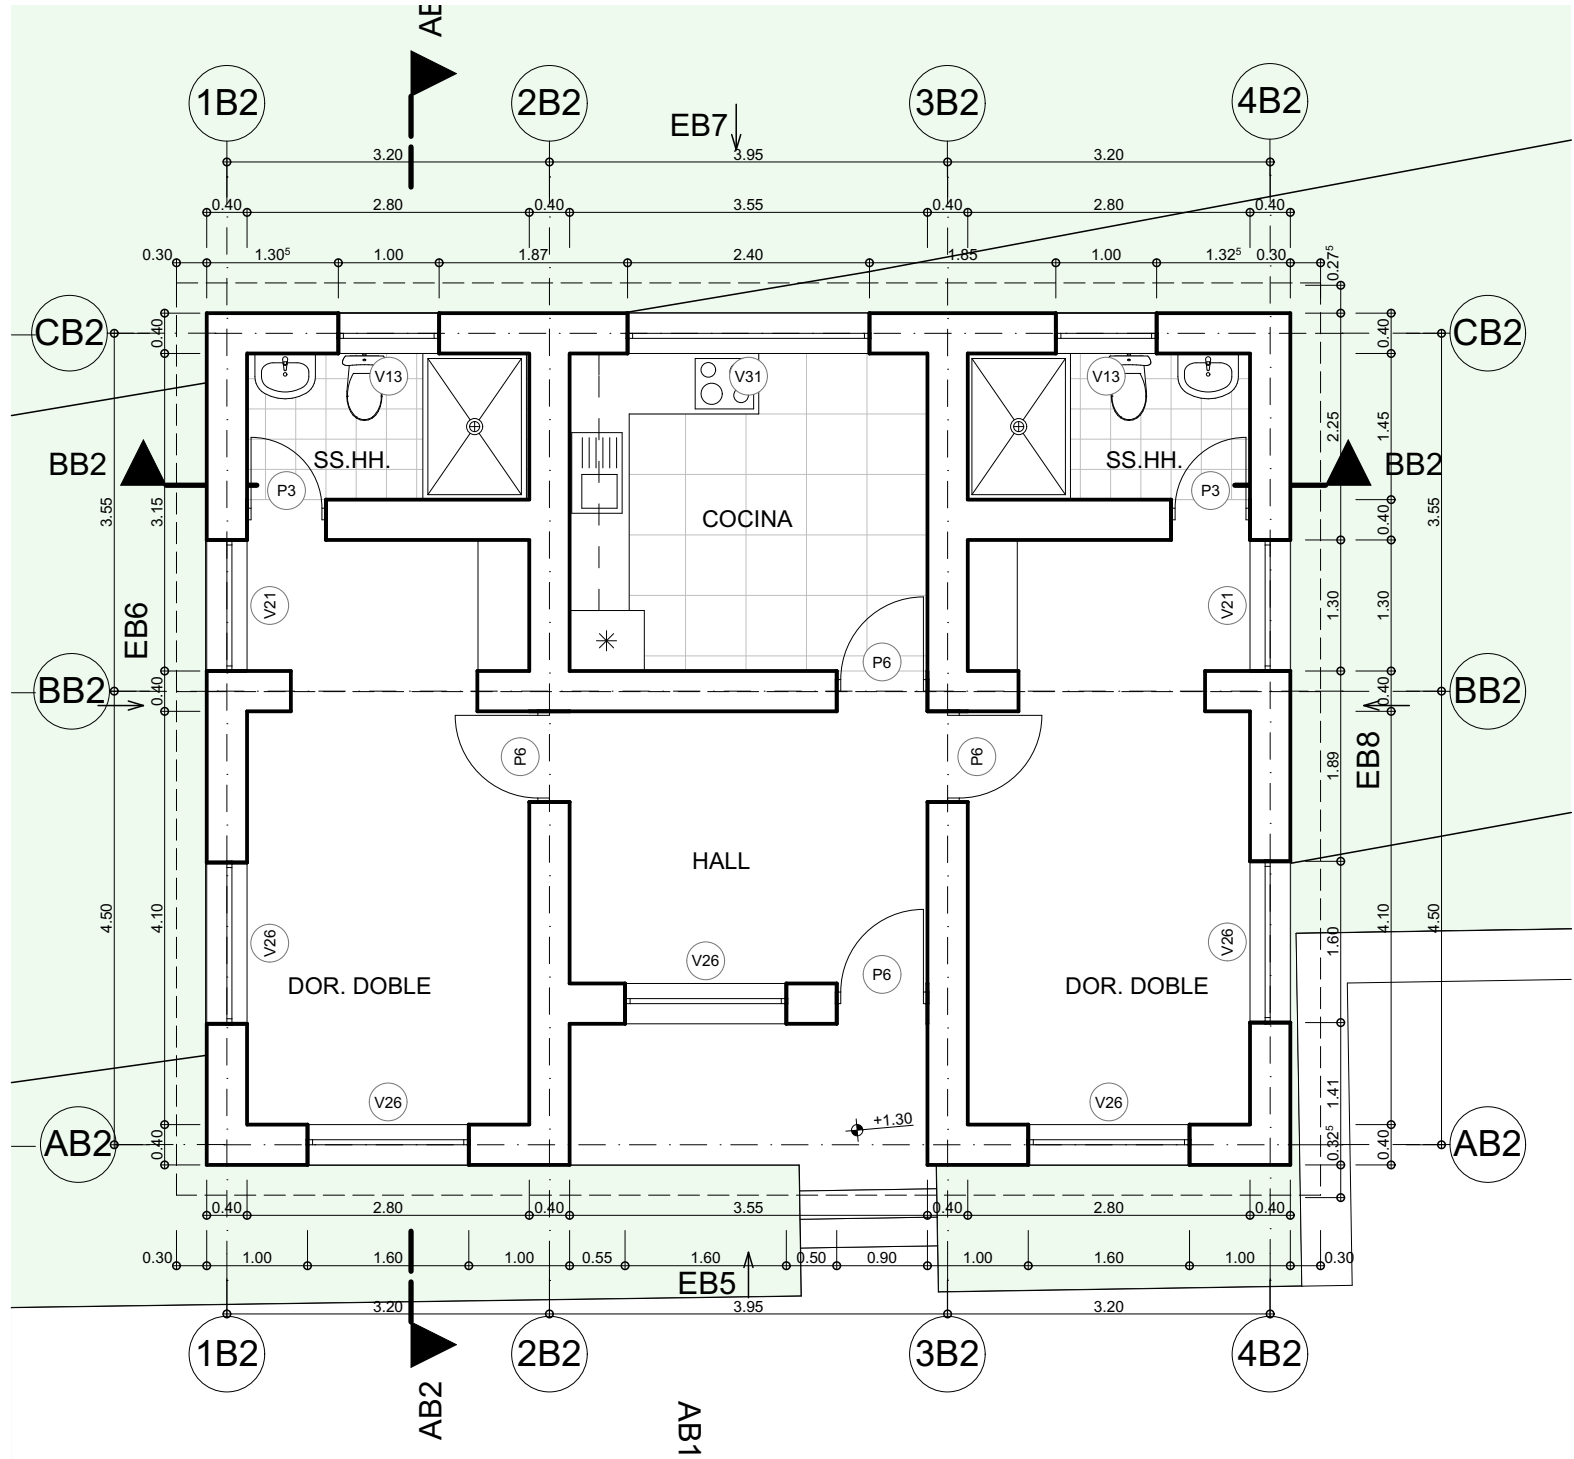 AB
1B2
2B2
3B2
4B2
EB7
3.20
3.95
3.20
0.40
2.80
0.40
3.55
0.40
2.80
0.40
0.30
1.30⁵
1.00
1.87
2.40
1.85
1.00
1.32⁵
0.30
0.27⁵
CB2
0.40
0.40
CB2
V13
V31
V13
2.25
1.45
BB2
SS.HH.
SS.HH.
BB2
P3
P3
3.55
3.15
COCINA
0.40
3.55
V21
V21
1.30
1.30
EB6
P6
BB2
0.40
0.40
BB2
P6
P6
1.89
EB8
HALL
4.50
4.10
4.10
4.50
V26
V26
V26
1.60
P6
DOR. DOBLE
DOR. DOBLE
V26
V26
1.41
+1.30
AB2
0.40
0.32⁵
0.40
AB2
0.40
2.80
0.40
3.55
0.40
2.80
0.40
0.30
1.00
1.60
1.00
0.55
1.60
0.50
0.90
1.00
1.60
1.00
0.30
EB5
3.20
3.95
3.20
1B2
2B2
3B2
4B2
AB2
AB1